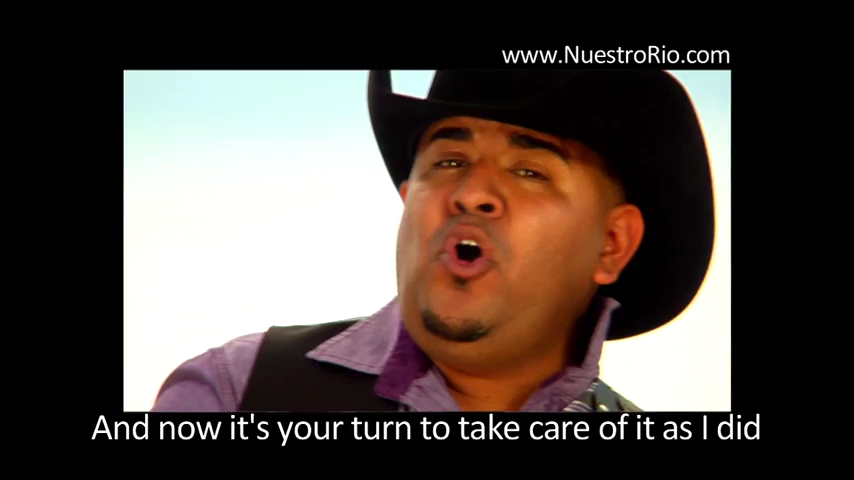 www.NuestroRio.com
And now it's your turn to take care of it as I did